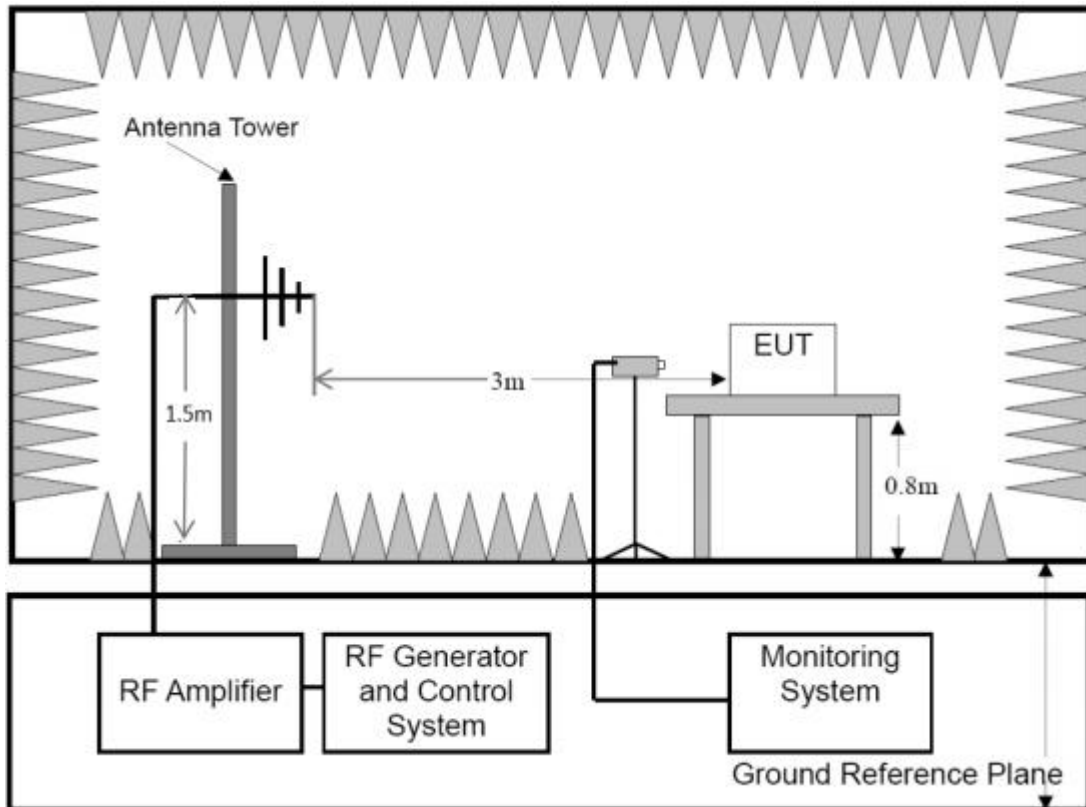 Antenna Tower
EUT
3m
1.5m
0.8m
RF Amplifier
RF Generator
and Control
System
Monitoring
System
Ground Reference Plane